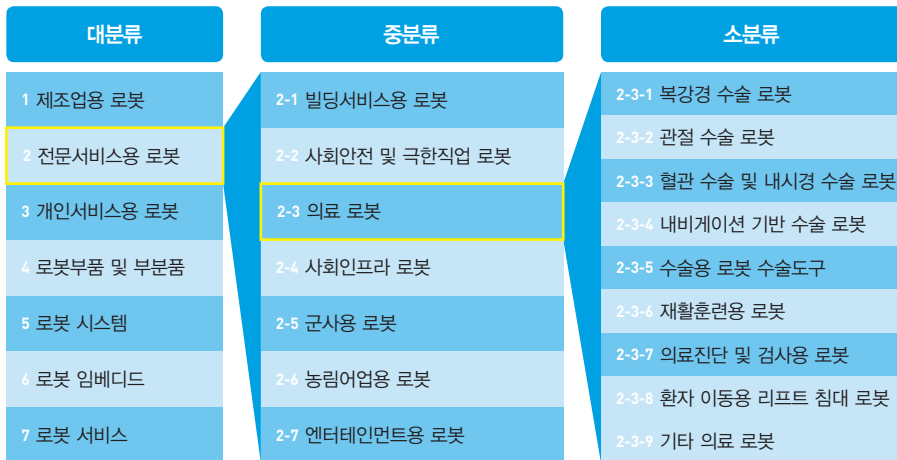 대분류
1 제조업용 로봇
2 전문서비스용 로봇
3 개인서비스용 로봇
4 로봇부품 및 부분품
5 로봇 시스템
6 로봇 임베디드
7 로봇 서비스
중분류
2-1 빌딩서비스용 로봇
2-2 사회안전 및 극한직업 로봇
2-3 의료 로봇
2-4 사회인프라 로봇
2-5 군사용 로봇
2-6 농림어업용 로봇
2-7 엔터테인먼트용 로봇
소분류
2-3-1 복강경 수술 로봇
2-3-2 관절 수술 로봇
2-3-3 혈관 수술 및 내시경 수술 로봇
2-3-4 내비게이션 기반 수술 로봇
2-3-5 수술용 로봇 수술도구
2-3-6 재활훈련용 로봇
2-3-7 의료진단 및 검사용 로봇
2-3-8 환자 이동용 리프트 침대 로봇
2-3-9 기타 의료 로봇